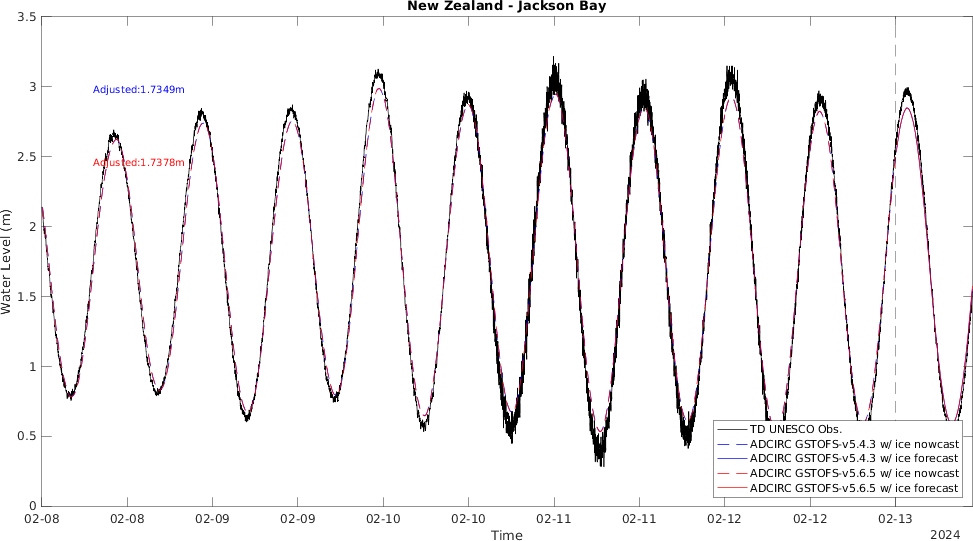 New Zealand - Jackson Bay
3.5
3
2.5
2
1.5
1
0.5
0
Water Level (m)
Adjusted:1.7349m
Adjusted:1.7378m
TD UNESCO Obs.
ADCIRC GSTOFS-v5.4.3 w/ ice nowcast
ADCIRC GSTOFS-v5.4.3 w/ ice forecast
ADCIRC GSTOFS-v5.6.5 w/ ice nowcast
ADCIRC GSTOFS-v5.6.5 w/ ice forecast
02-08 02-08 02-09 02-09 02-10 02-10 02-11 02-11 02-12 02-12 02-13
Time
2024